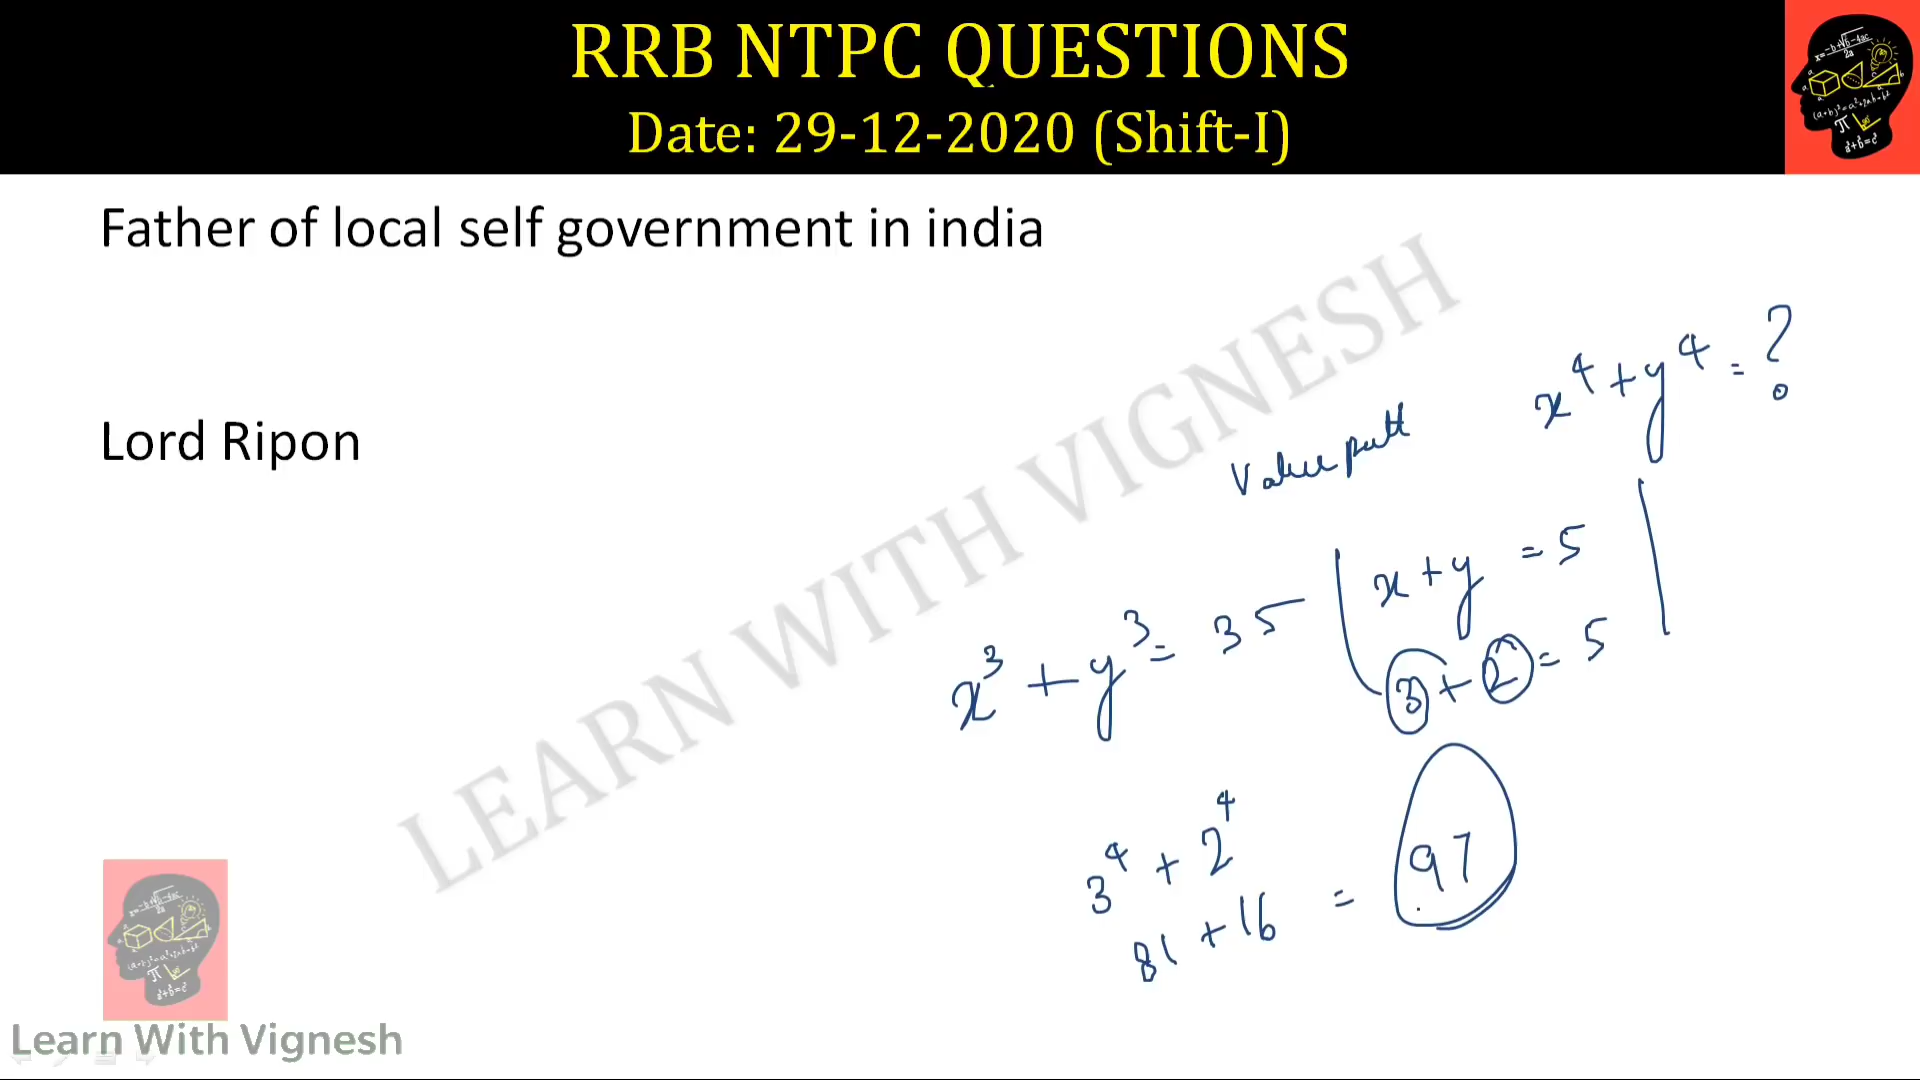 RRB NTPC QUESTIONS
Date: 29-12-2020 (Shift-I)
Father of local self government in india
Lord Ripon
LEARN WITH VIGNESH
x⁴ + y⁴ = ?
Value putt
x³ + y³ = 35
x + y = 5
3 + 2 = 5
3⁴ + 2⁴
81 + 16 = 97
Learn With Vignesh